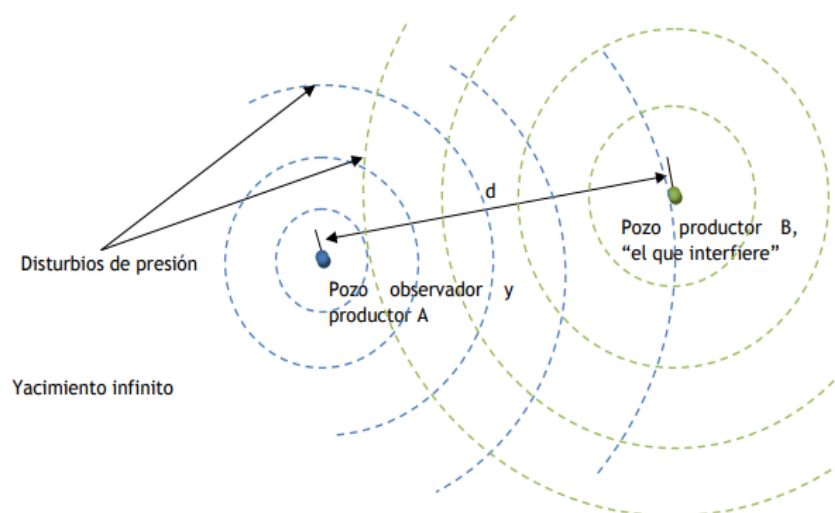 d
Pozo productor B,
“el que interfiere”
Disturbios de presión
Pozo observador y
productor A
Yacimiento infinito